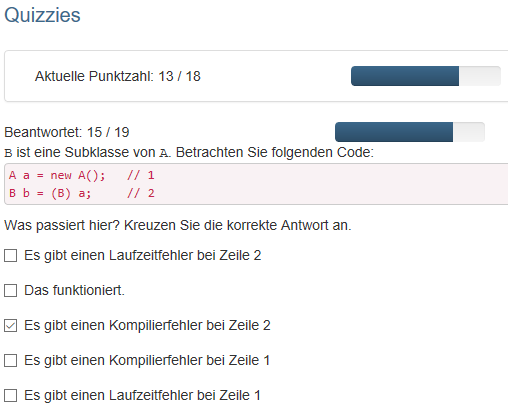 Quizzies
Aktuelle Punktzahl: 13 / 18
Beantwortet: 15 / 19
B ist eine Subklasse von A. Betrachten Sie folgenden Code:
A a = new A();   // 1
B b = (B) a;     // 2
Was passiert hier? Kreuzen Sie die korrekte Antwort an.
Es gibt einen Laufzeitfehler bei Zeile 2
Das funktioniert.
Es gibt einen Kompilierfehler bei Zeile 2
Es gibt einen Kompilierfehler bei Zeile 1
Es gibt einen Laufzeitfehler bei Zeile 1